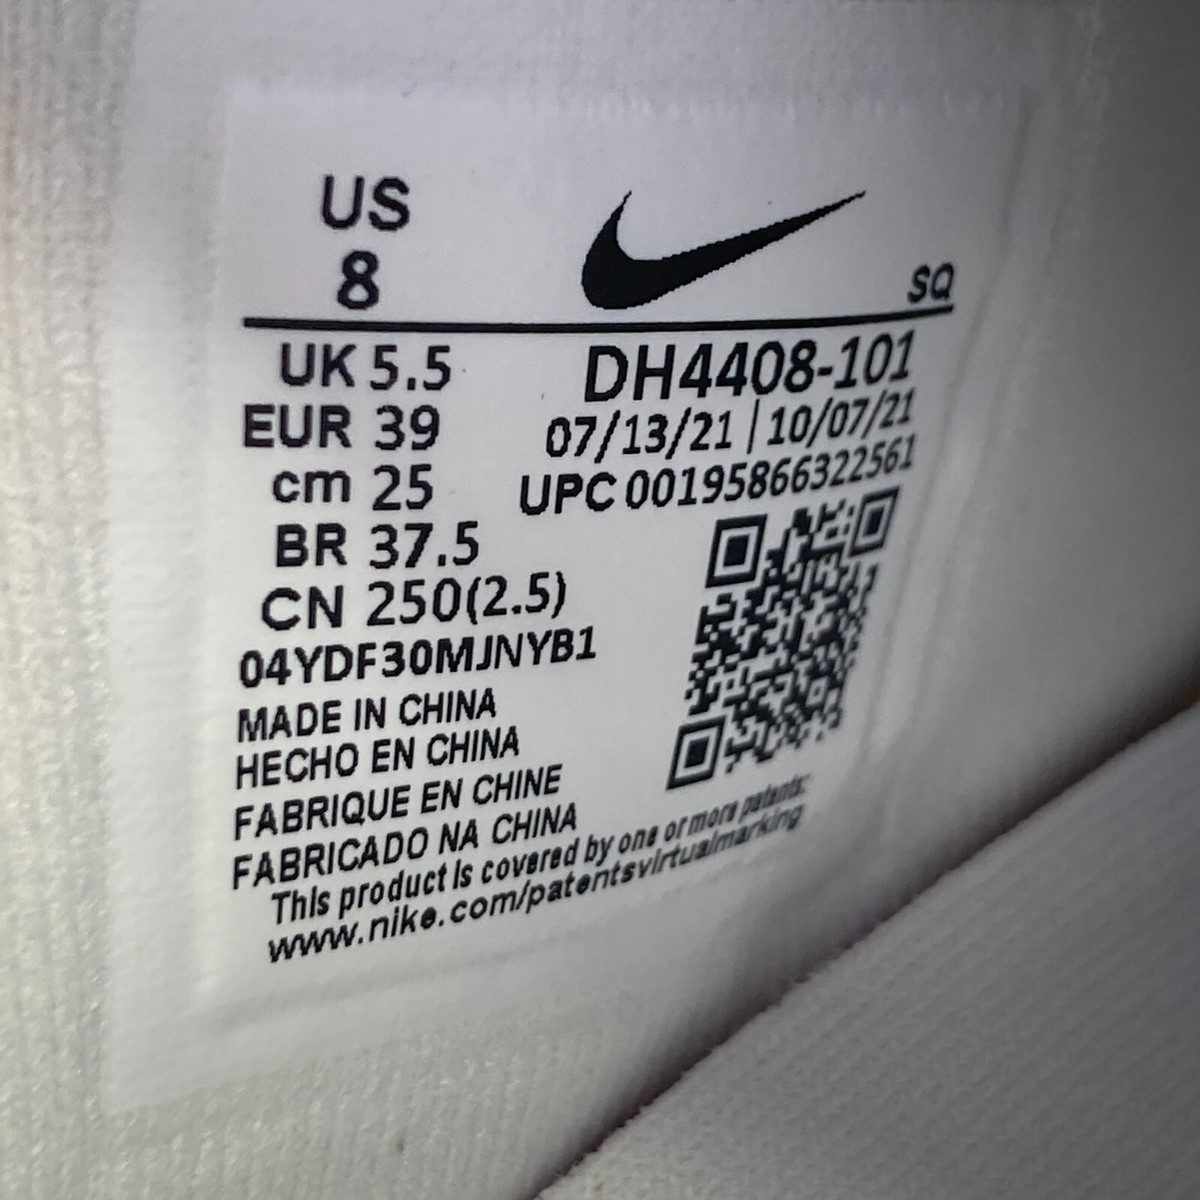 US
8
SQ
UK 5.5
EUR 39
cm 25
BR 37.5
CN 250(2.5)
DH4408-101
07/13/21 | 10/07/21
UPC 00195866322561
04YDF30MJNYB1
MADE IN CHINA
HECHO EN CHINA
FABRIQUE EN CHINE
FABRICADO NA CHINA
This product is covered by one or more patents:
www.nike.com/patentsvirtualmarking